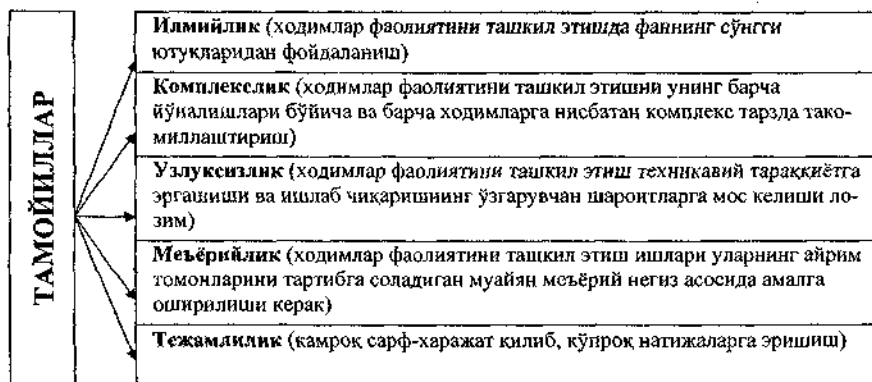 ТАМОЙИЛЛАР
Илмийлик (ходимлар фаолиятини ташкил этишда фаннинг сўнгги
ютуқларидан фойдаланиш)
Комплекслик (ходимлар фаолиятини ташкил этишни унинг барча
йўналишлари бўйича ва барча ходимларга нисбатан комплекс тарзда тако-
миллаштириш)
Узлуксизлик (ходимлар фаолиятини ташкил этиш техникавий тараққиётга
эргашиши ва ишлаб чиқаришнинг ўзгарувчан шароитларга мос келиши ло-
зим)
Меъёрийлик (ходимлар фаолиятини ташкил этиш ишлари уларнинг айрим
томонларини тартибга соладиган муайян меъёрий негиз асосида амалга
оширилиши керак)
Тежамлилик (камроқ сарф-харажат қилиб, кўпроқ натижаларга эришиш)